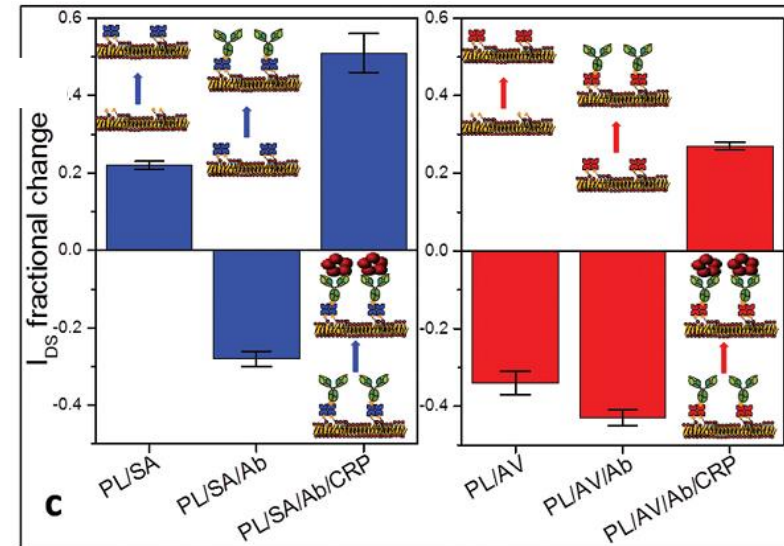 I_DS fractional change
0.6
0.4
0.2
0.0
-0.2
-0.4
PL/SA
PL/SA/Ab
PL/SA/Ab/CRP
0.6
0.4
0.2
0.0
-0.2
-0.4
PL/AV
PL/AV/Ab
PL/AV/Ab/CRP
c